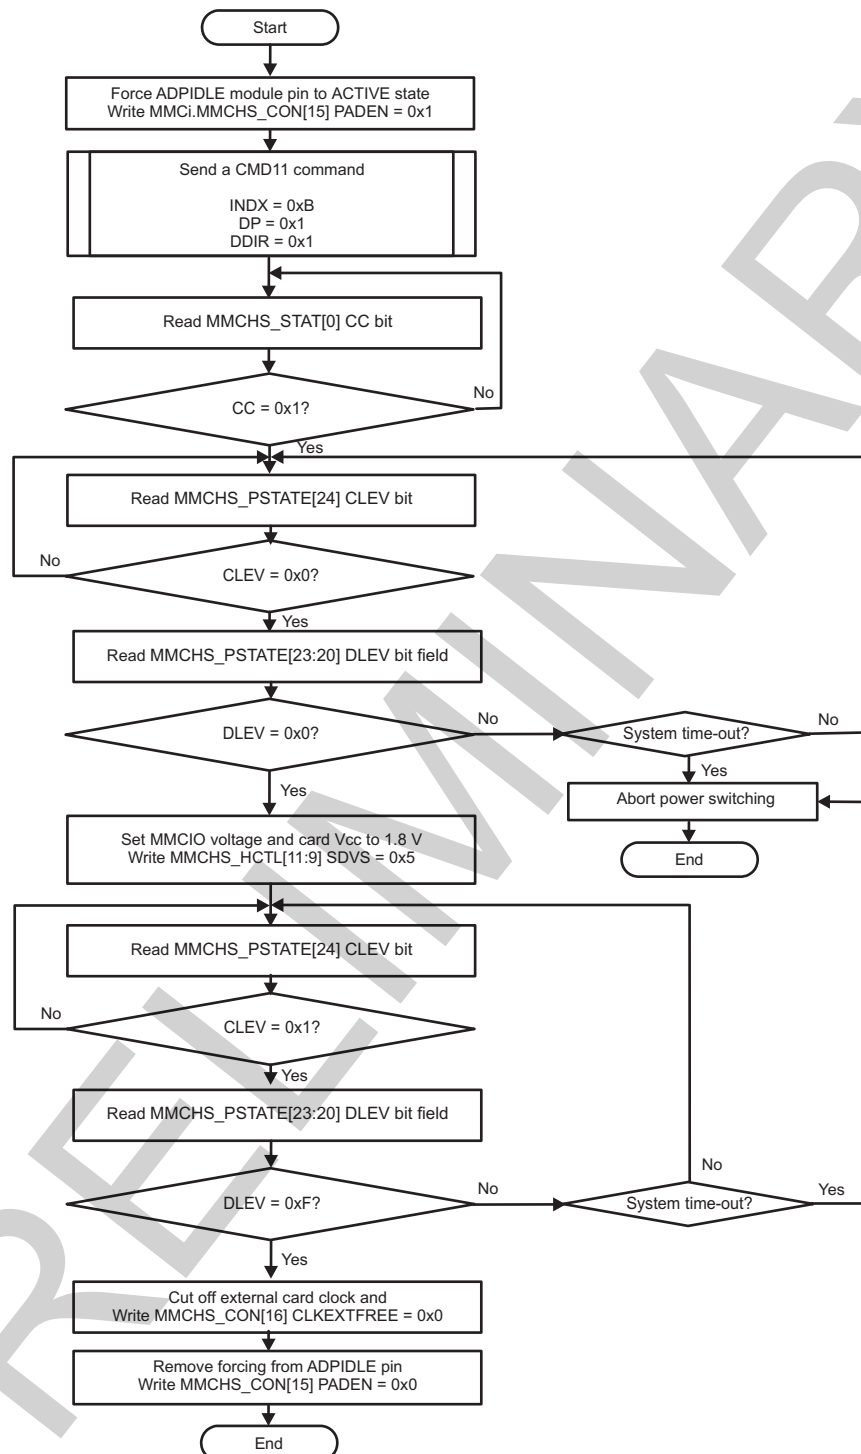 Start
Force ADPIDLE module pin to ACTIVE state
Write MMCi.MMCHS_CON[15] PADEN = 0x1
Send a CMD11 command
INDX = 0xB
DP = 0x1
DDIR = 0x1
Read MMCHS_STAT[0] CC bit
CC = 0x1?
No
Yes
Read MMCHS_PSTATE[24] CLEV bit
No
CLEV = 0x0?
Yes
Read MMCHS_PSTATE[23:20] DLEV bit field
DLEV = 0x0?
No
System time-out?
No
Yes
Yes
Abort power switching
End
Set MMCIO voltage and card Vcc to 1.8 V
Write MMCHS_HCTL[11:9] SDVS = 0x5
Read MMCHS_PSTATE[24] CLEV bit
No
CLEV = 0x1?
Yes
Read MMCHS_PSTATE[23:20] DLEV bit field
DLEV = 0xF?
No
System time-out?
No
Yes
Yes
Cut off external card clock and
Write MMCHS_CON[16] CLKEXTFREE = 0x0
Remove forcing from ADPIDLE pin
Write MMCHS_CON[15] PADEN = 0x0
End
RELIMINAR